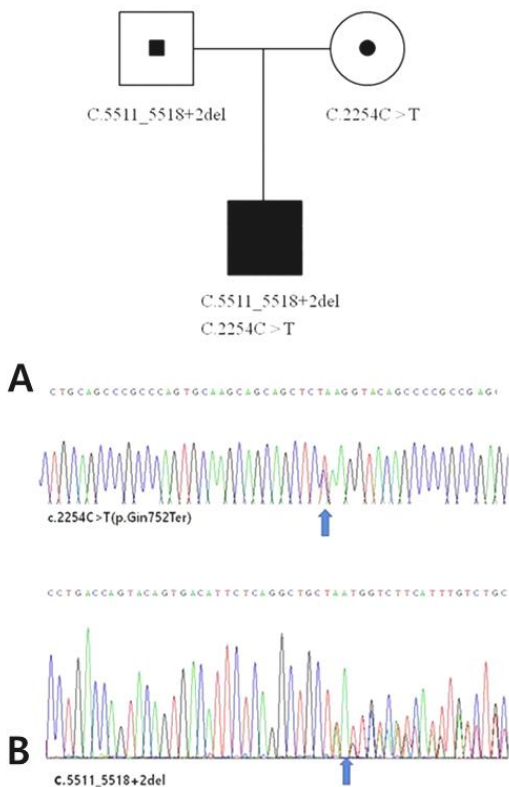 C.5511_5518+2del
C.2254C>T
C.5511_5518+2del
C.2254C>T
A
CTGCAGCCCGCCCAGTGCAAGCAGCAGCTCTAAGGTACAGCCCCGCCGAG
c.2254C>T(p.Gin752Ter)
CCTGACCAGTACAGTGACATTCTCAGGCTGCTAATGGTCTTCATTTGTCTGC
B
c.5511_5518+2del